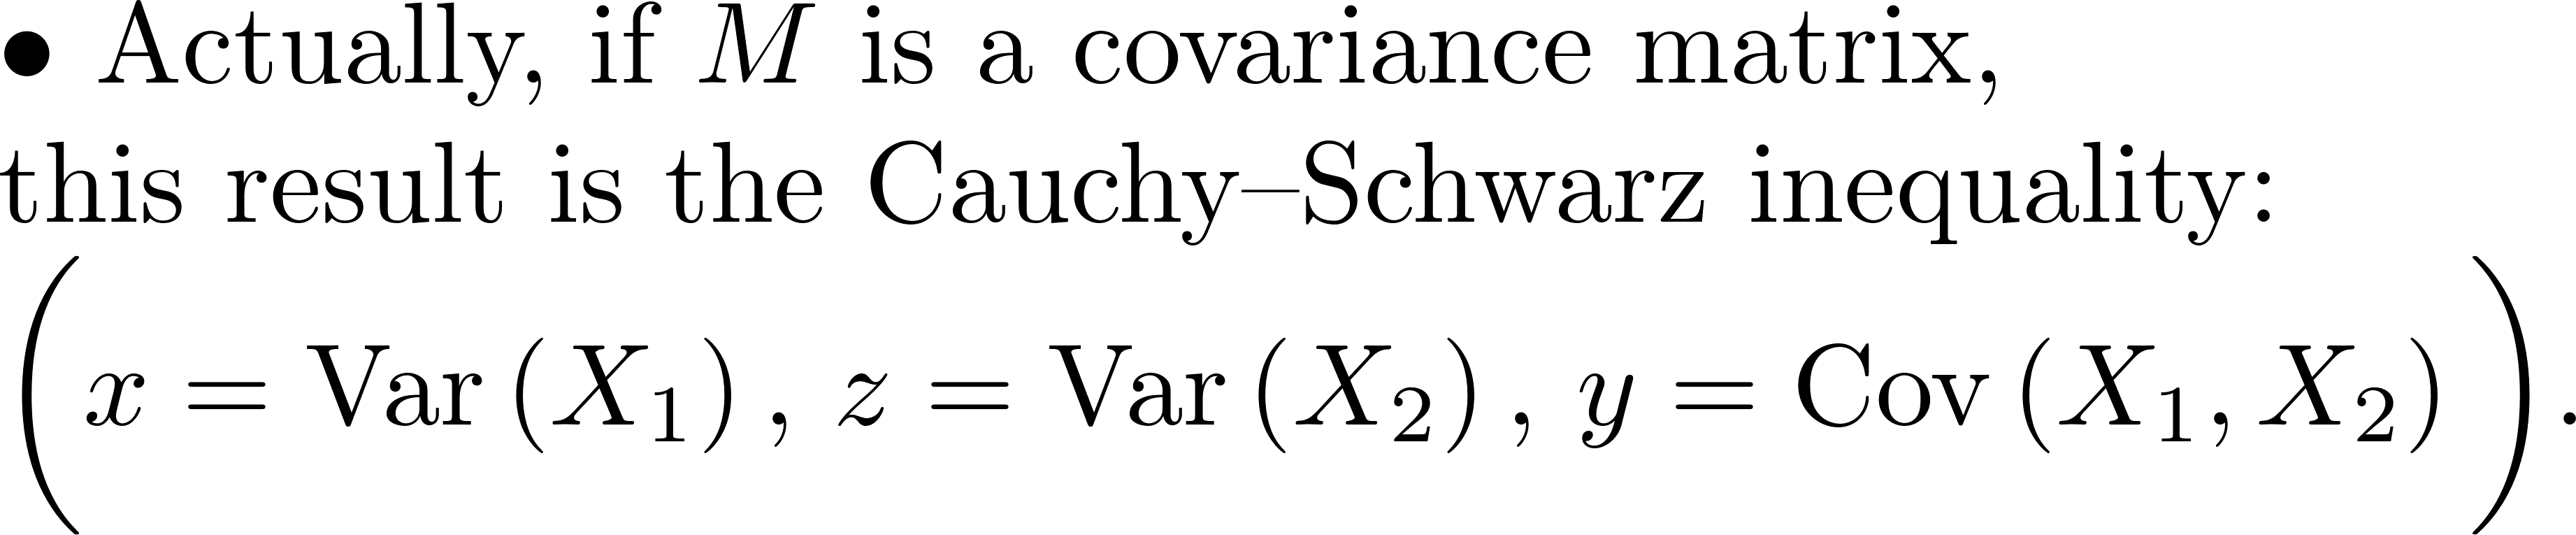 • Actually, if M is a covariance matrix,
this result is the Cauchy–Schwarz inequality:
(x = Var (X₁) , z = Var (X₂) , y = Cov (X₁, X₂)) .